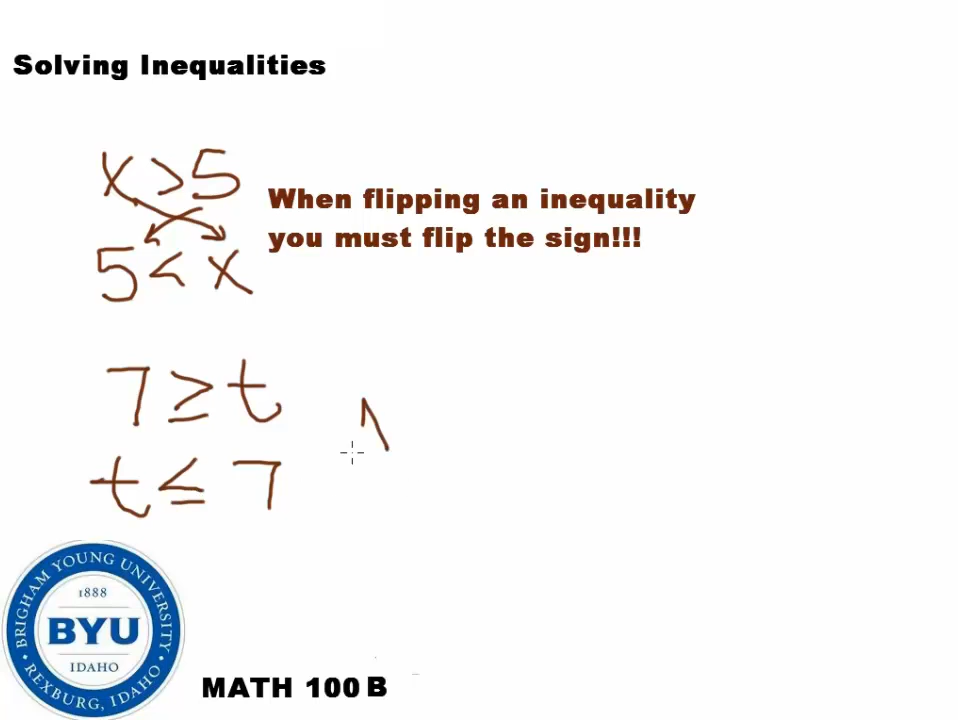 Solving Inequalities
x > 5
When flipping an inequality
you must flip the sign!!!
5 < x
7 ≥ t
t ≤ 7
BRIGHAM YOUNG UNIVERSITY
1888
BYU
IDAHO
REXBURG, IDAHO
MATH 100 B